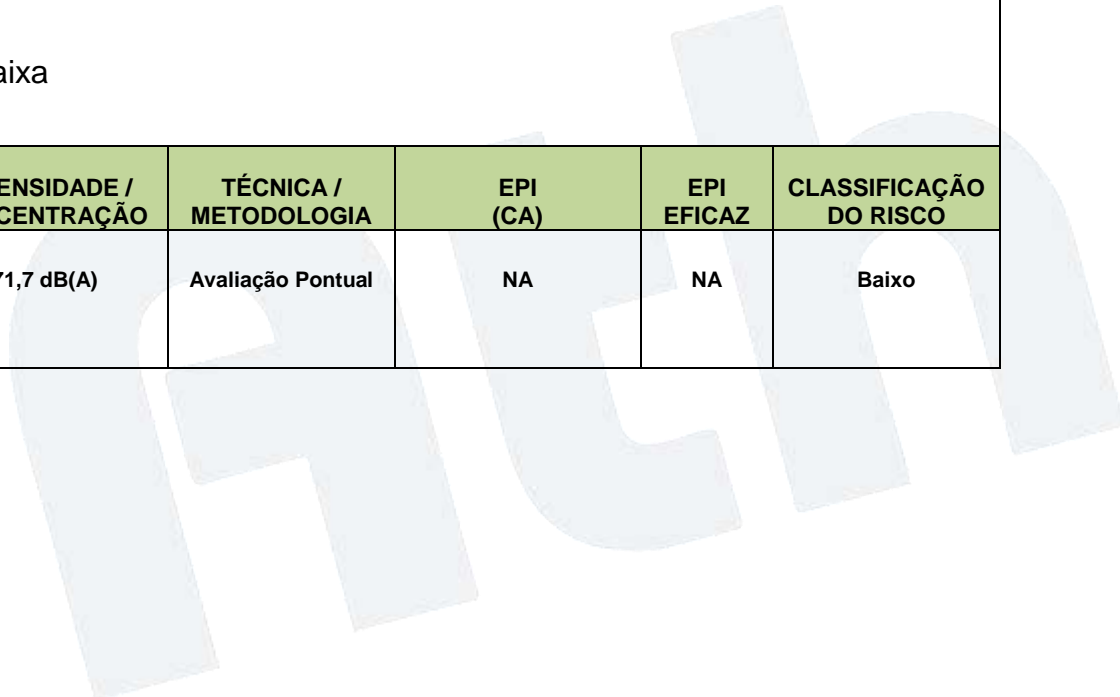 aixa
ENSIDADE / TÉCNICA / EPI EPI CLASSIFICAÇÃO
CENTRAÇÃO METODOLOGIA (CA) EFICAZ DO RISCO
71,7 dB(A) Avaliação Pontual NA NA Baixo
Ath